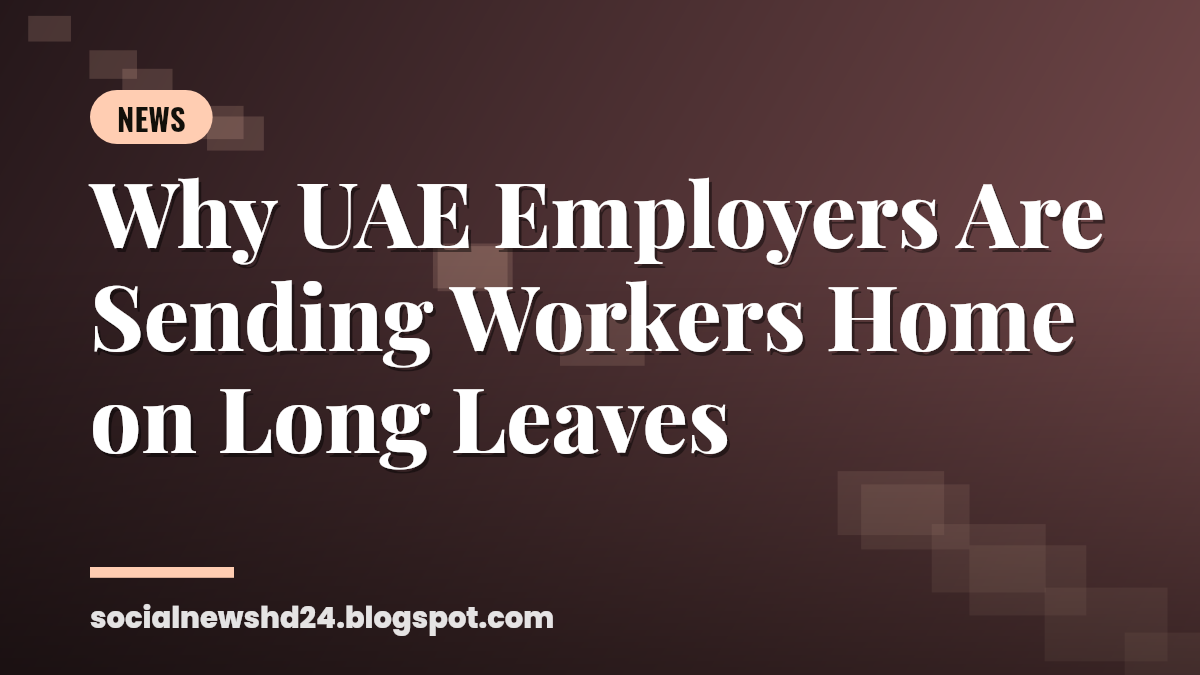 NEWS
Why UAE Employers Are
Sending Workers Home
on Long Leaves
socialnewshd24.blogspot.com